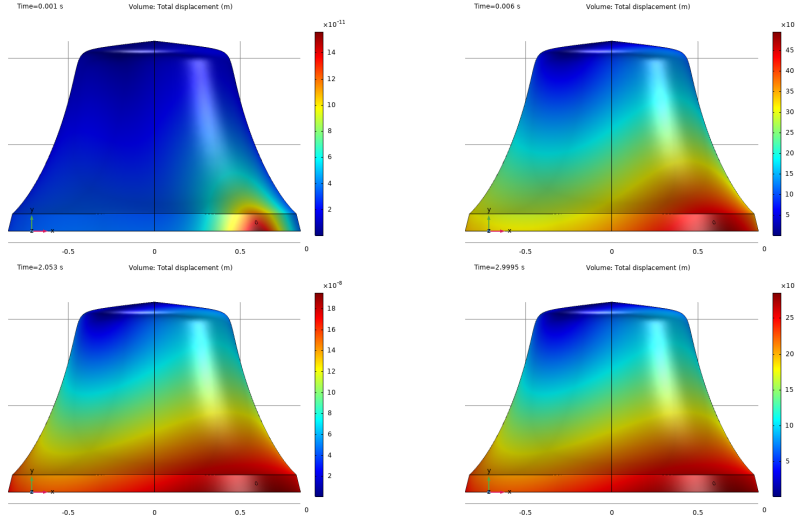 Time=0.001 s Volume: Total displacement (m)
×10⁻¹¹
14
12
10
8
6
4
2
y
z x
-0.5 0 0.5 0
Time=0.006 s Volume: Total displacement (m)
×10
45
40
35
30
25
20
15
10
5
y
z x
-0.5 0 0.5 0
Time=2.053 s Volume: Total displacement (m)
×10⁻⁸
18
16
14
12
10
8
6
4
2
y
z x
-0.5 0 0.5 0
Time=2.9995 s Volume: Total displacement (m)
×10
25
20
15
10
5
y
z x
-0.5 0 0.5 0